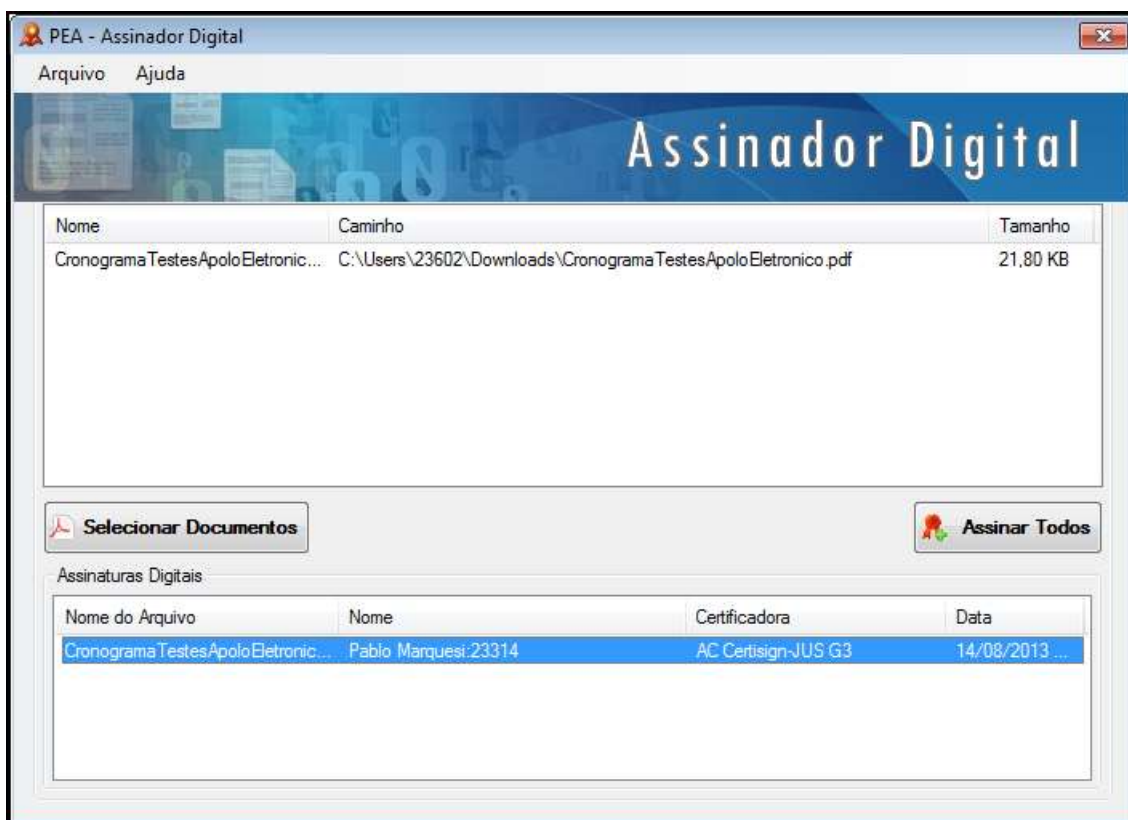 PEA - Assinador Digital
Arquivo Ajuda
Assinador Digital
Nome Caminho Tamanho
CronogramaTestesApoloEletronic... C:\Users\23602\Downloads\CronogramaTestesApoloEletronico.pdf 21,80 KB
Selecionar Documentos Assinar Todos
Assinaturas Digitais
Nome do Arquivo Nome Certificadora Data
CronogramaTestesApoloEletronic... Pablo Marquesi:23314 AC Certisign-JUS G3 14/08/2013 ...